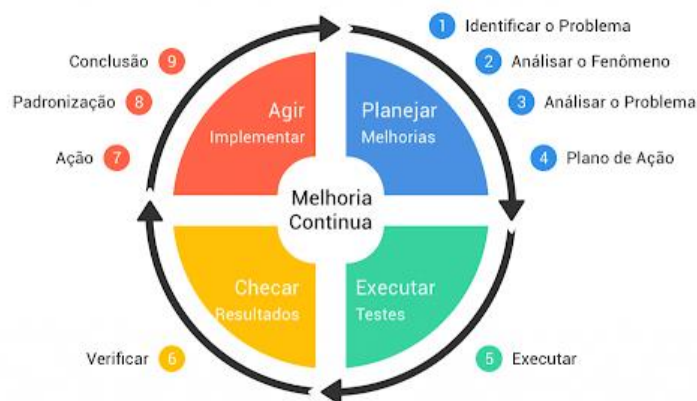 1 Identificar o Problema
2 Análisar o Fenômeno
3 Análisar o Problema
4 Plano de Ação
5 Executar
Verificar 6
Ação 7
Padronização 8
Conclusão 9
Agir
Implementar
Planejar
Melhorias
Melhoria
Continua
Checar
Resultados
Executar
Testes